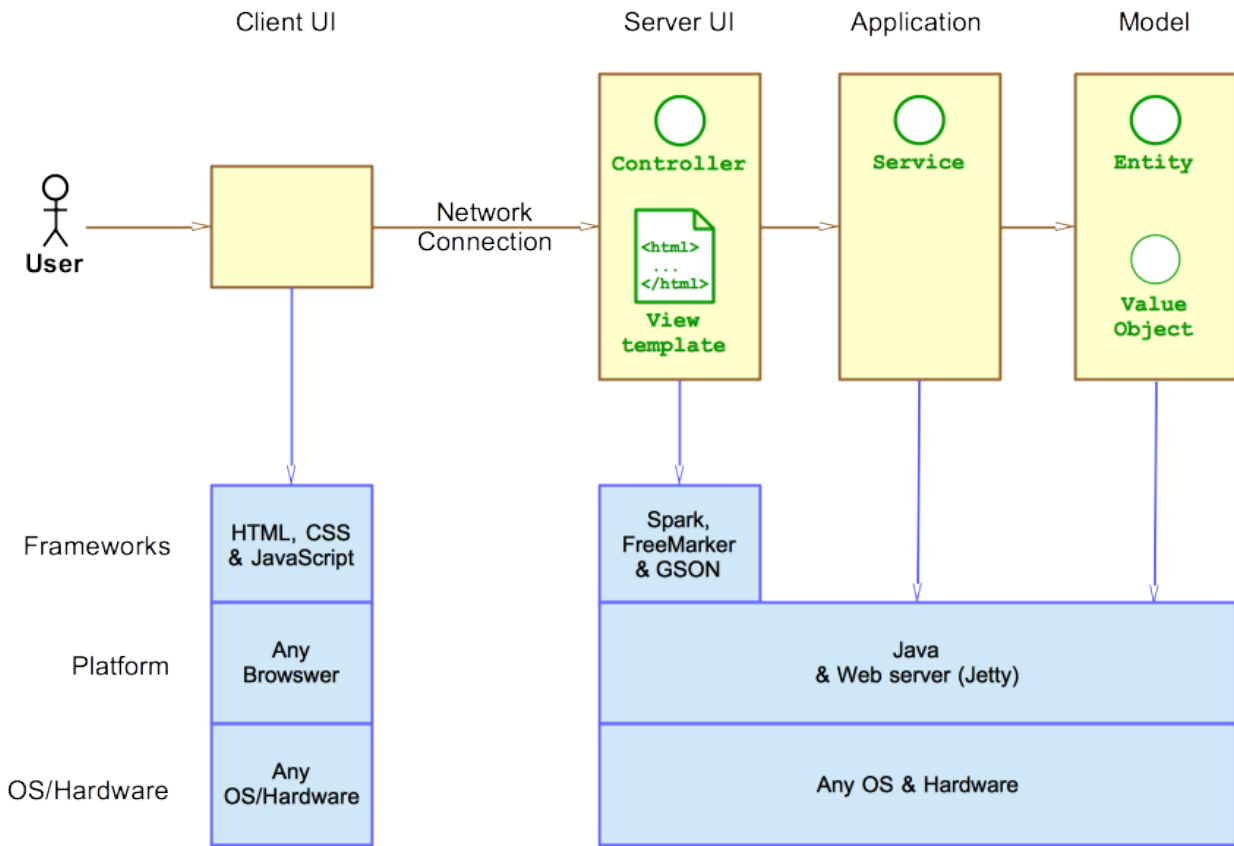 Client UI
Server UI
Application
Model
Controller
Service
Entity
<html>
...
</html>
View
template
Value
Object
User
Network
Connection
Frameworks
HTML, CSS
& JavaScript
Spark,
FreeMarker
& GSON
Platform
Any
Browswer
Java
& Web server (Jetty)
OS/Hardware
Any
OS/Hardware
Any OS & Hardware